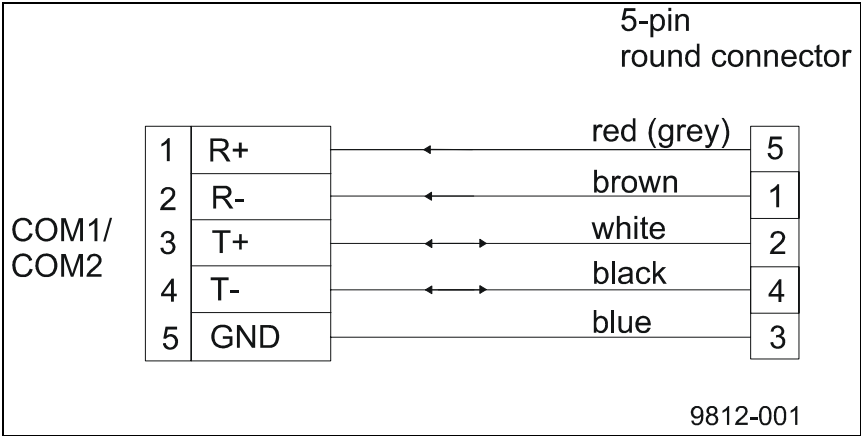 5-pin
round connector
1 R+ red (grey) 5
2 R- brown 1
COM1/
COM2
3 T+ white 2
4 T- black 4
5 GND blue 3
9812-001